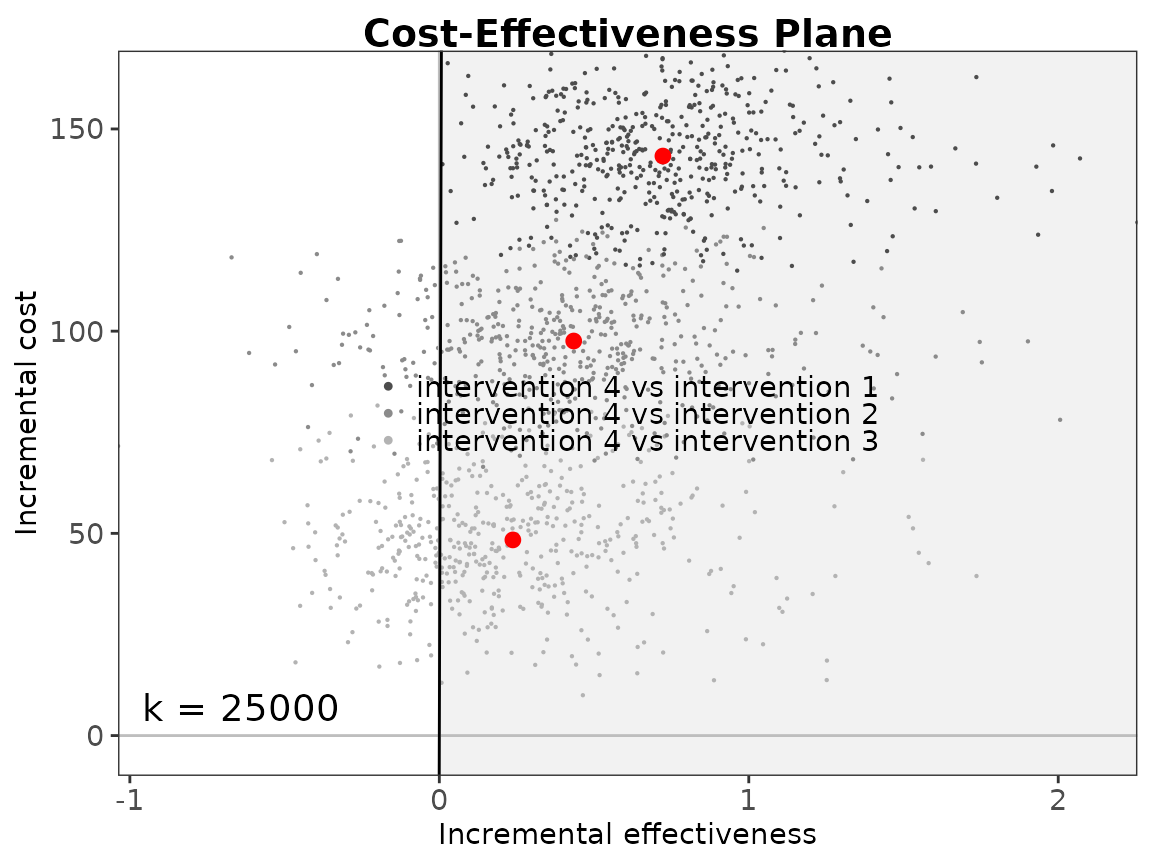 Cost-Effectiveness Plane
Incremental cost
150
100
50
0
intervention 4 vs intervention 1
intervention 4 vs intervention 2
intervention 4 vs intervention 3
k = 25000
-1
0
1
2
Incremental effectiveness